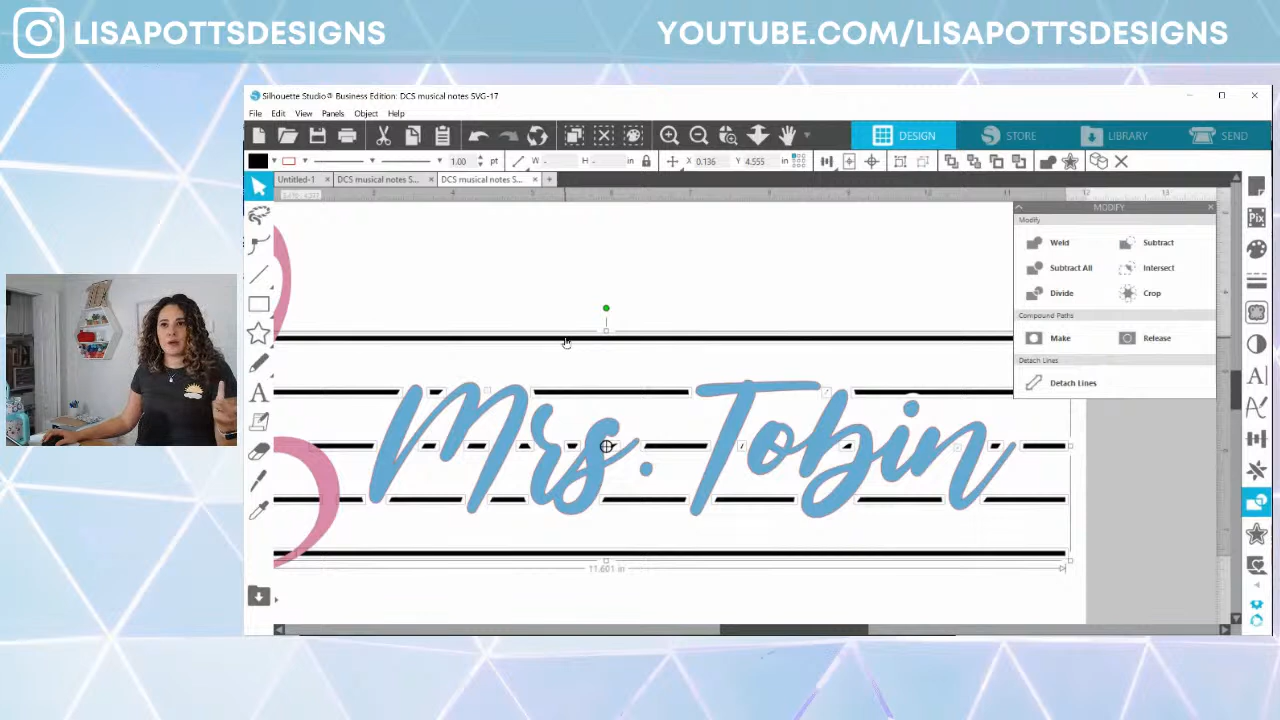 LISAPOTTSDESIGNS
YOUTUBE.COM/LISAPOTTSDESIGNS
Silhouette Studio® Business Edition: DCS musical notes SVG-17
File Edit View Panels Object Help
DESIGN STORE LIBRARY SEND
1.00 pt W H in X 0.136 Y 4.555 in
Untitled-1 DCS musical notes S... DCS musical notes S...
MODIFY
Modify
Weld Subtract
Subtract All Intersect
Divide Crop
Compound Paths
Make Release
Detach Lines
Detach Lines
Mrs. Tobin
11.601 in